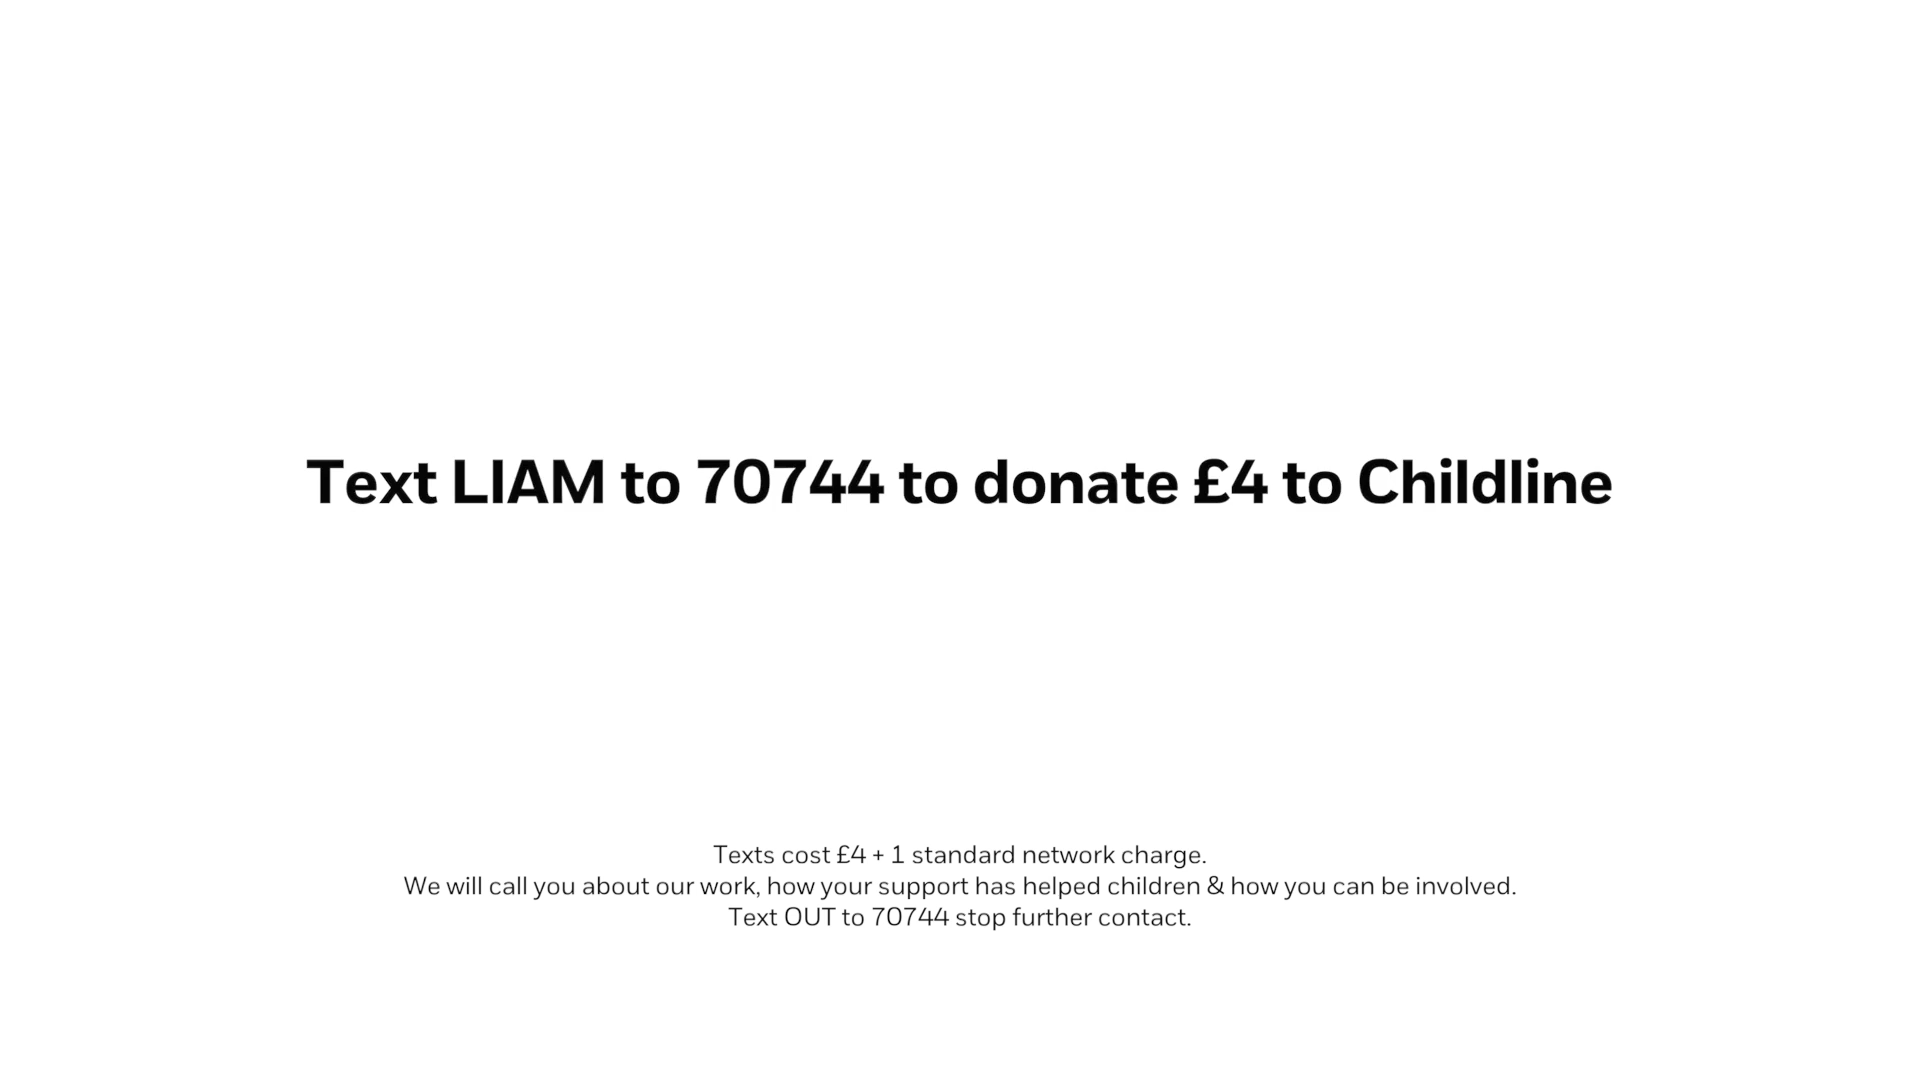 Text LIAM to 70744 to donate £4 to Childline
Texts cost £4 + 1 standard network charge.
We will call you about our work, how your support has helped children & how you can be involved.
Text OUT to 70744 stop further contact.